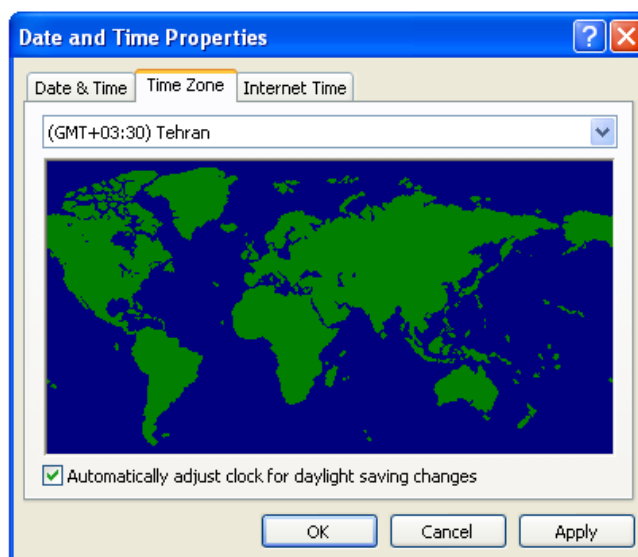 Date and Time Properties
Date & Time
Time Zone
Internet Time
(GMT+03:30) Tehran
Automatically adjust clock for daylight saving changes
OK
Cancel
Apply